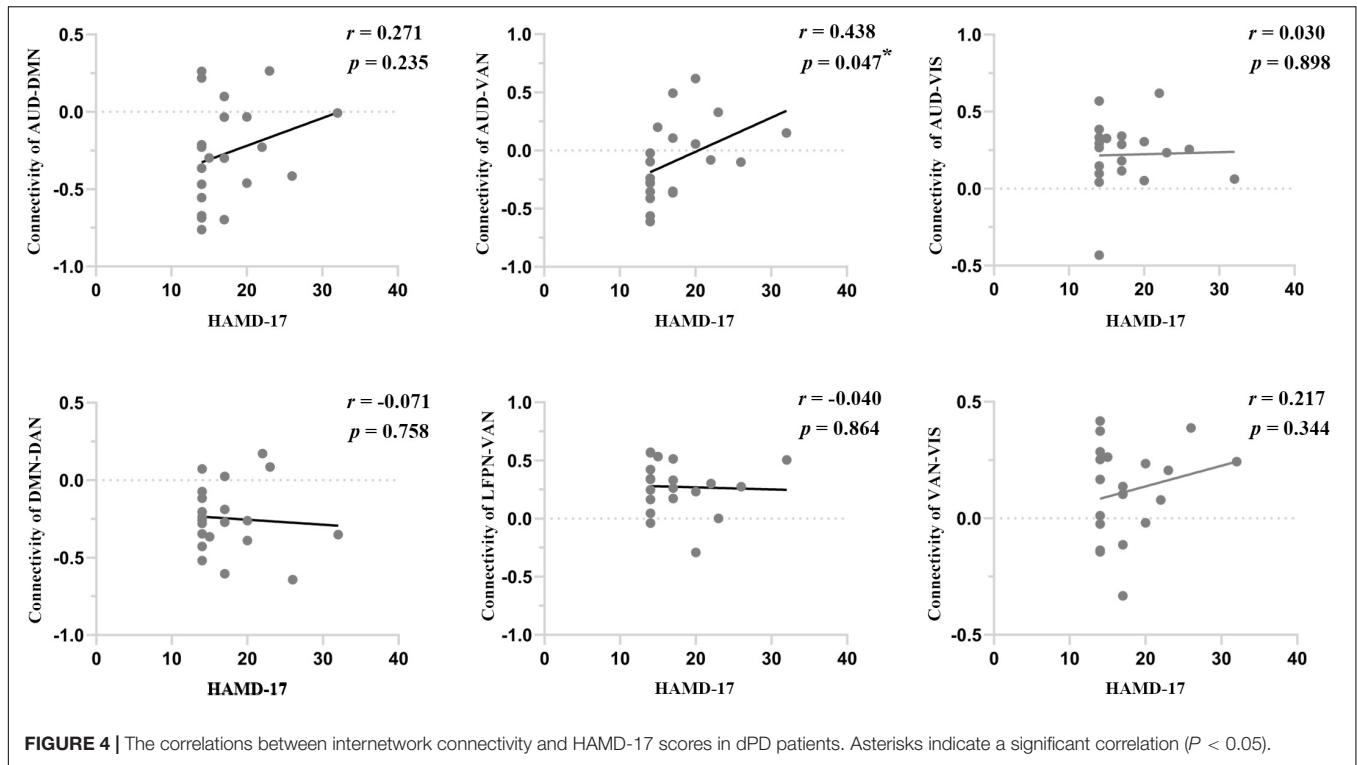 r = 0.271
p = 0.235
Connectivity of AUD-DMN
0.5
0.0
-0.5
-1.0
0 10 20 30 40
HAMD-17
r = 0.438
p = 0.047*
Connectivity of AUD-VAN
1.0
0.5
0.0
-0.5
-1.0
0 10 20 30 40
HAMD-17
r = 0.030
p = 0.898
Connectivity of AUD-VIS
1.0
0.5
0.0
-0.5
0 10 20 30 40
HAMD-17
r = -0.071
p = 0.758
Connectivity of DMN-DAN
0.5
0.0
-0.5
-1.0
0 10 20 30 40
HAMD-17
r = -0.040
p = 0.864
Connectivity of LFPN-VAN
1.0
0.5
0.0
-0.5
-1.0
0 10 20 30 40
HAMD-17
r = 0.217
p = 0.344
Connectivity of VAN-VIS
0.5
0.0
-0.5
0 10 20 30 40
HAMD-17
FIGURE 4 | The correlations between internetwork connectivity and HAMD-17 scores in dPD patients. Asterisks indicate a significant correlation (P < 0.05).